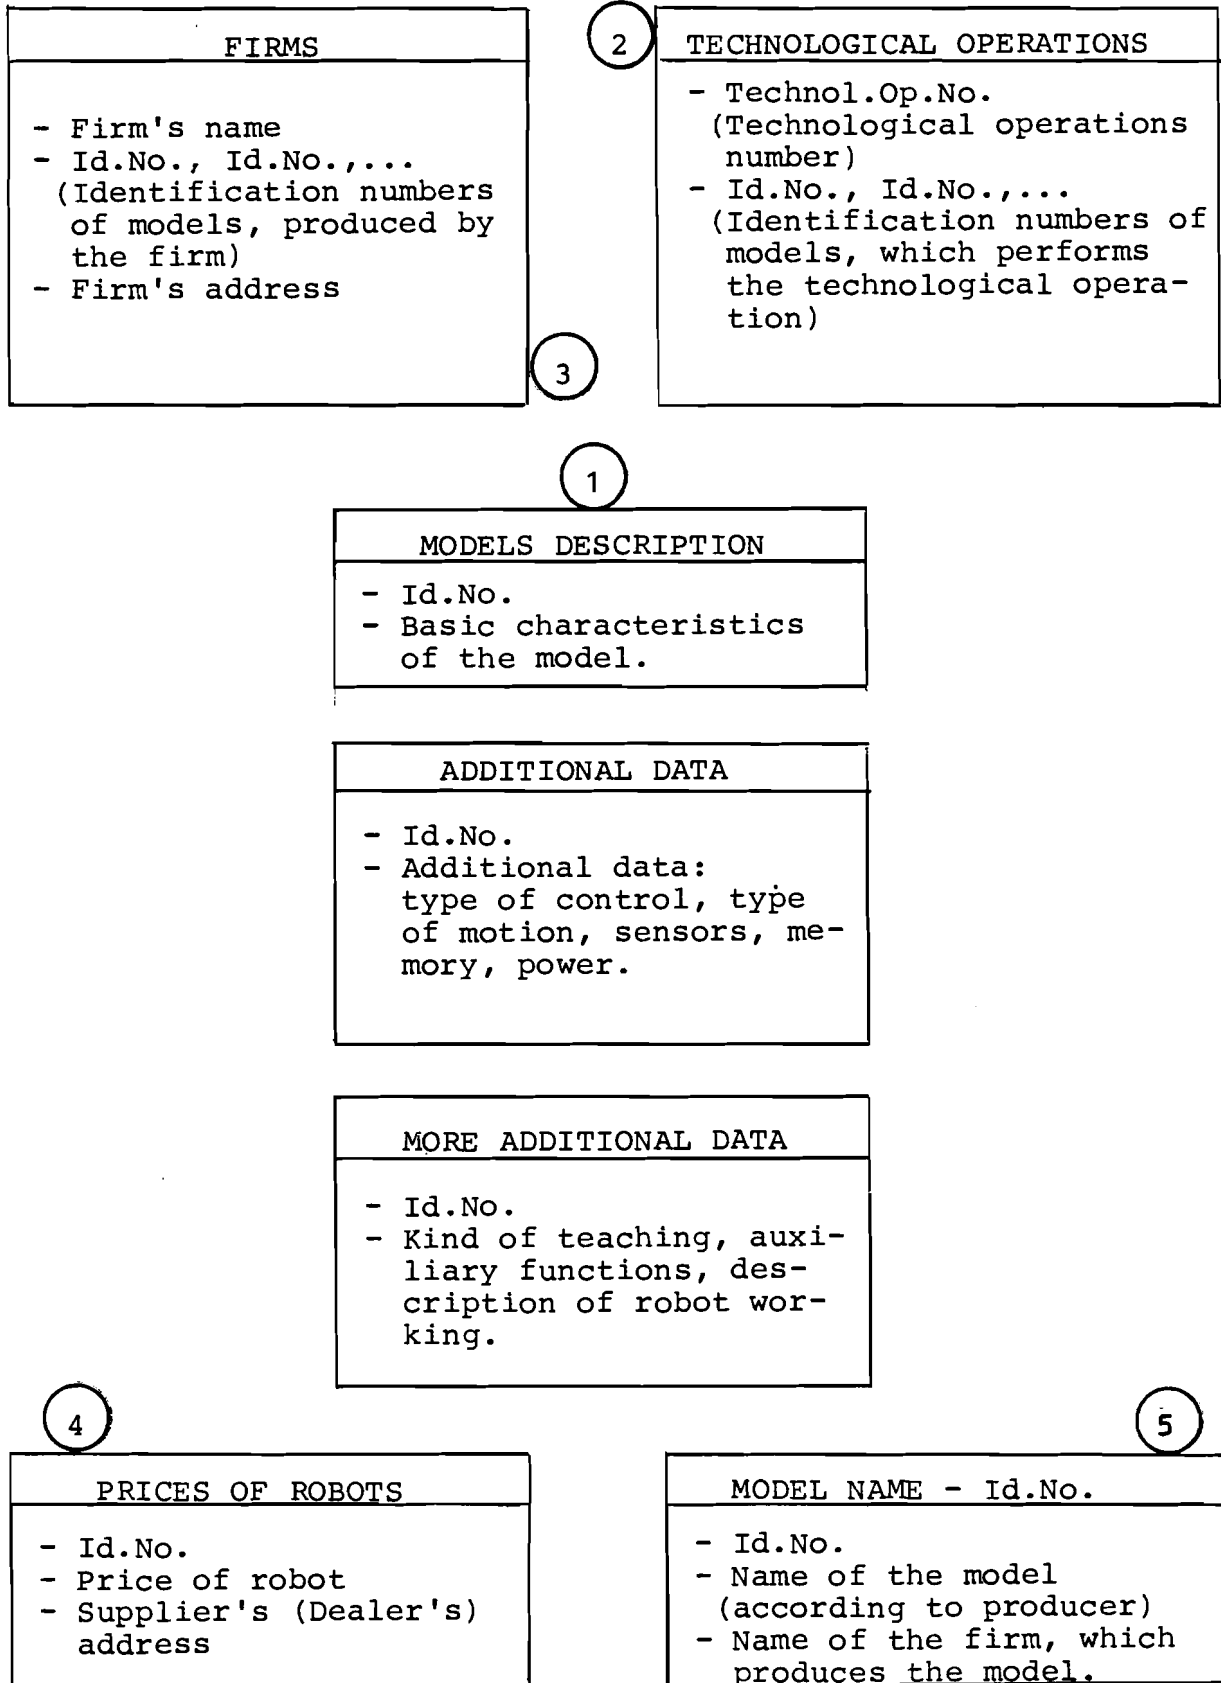 FIRMS
- Firm's name
- Id.No., Id.No.,...
(Identification numbers
of models, produced by
the firm)
- Firm's address
3
2
TECHNOLOGICAL OPERATIONS
- Technol.Op.No.
(Technological operations
number)
- Id.No., Id.No.,...
(Identification numbers of
models, which performs
the technological opera-
tion)
1
MODELS DESCRIPTION
- Id.No.
- Basic characteristics
of the model.
ADDITIONAL DATA
- Id.No.
- Additional data:
type of control, type
of motion, sensors, me-
mory, power.
MORE ADDITIONAL DATA
- Id.No.
- Kind of teaching, auxi-
liary functions, des-
cription of robot wor-
king.
4
PRICES OF ROBOTS
- Id.No.
- Price of robot
- Supplier's (Dealer's)
address
5
MODEL NAME - Id.No.
- Id.No.
- Name of the model
(according to producer)
- Name of the firm, which
produces the model.